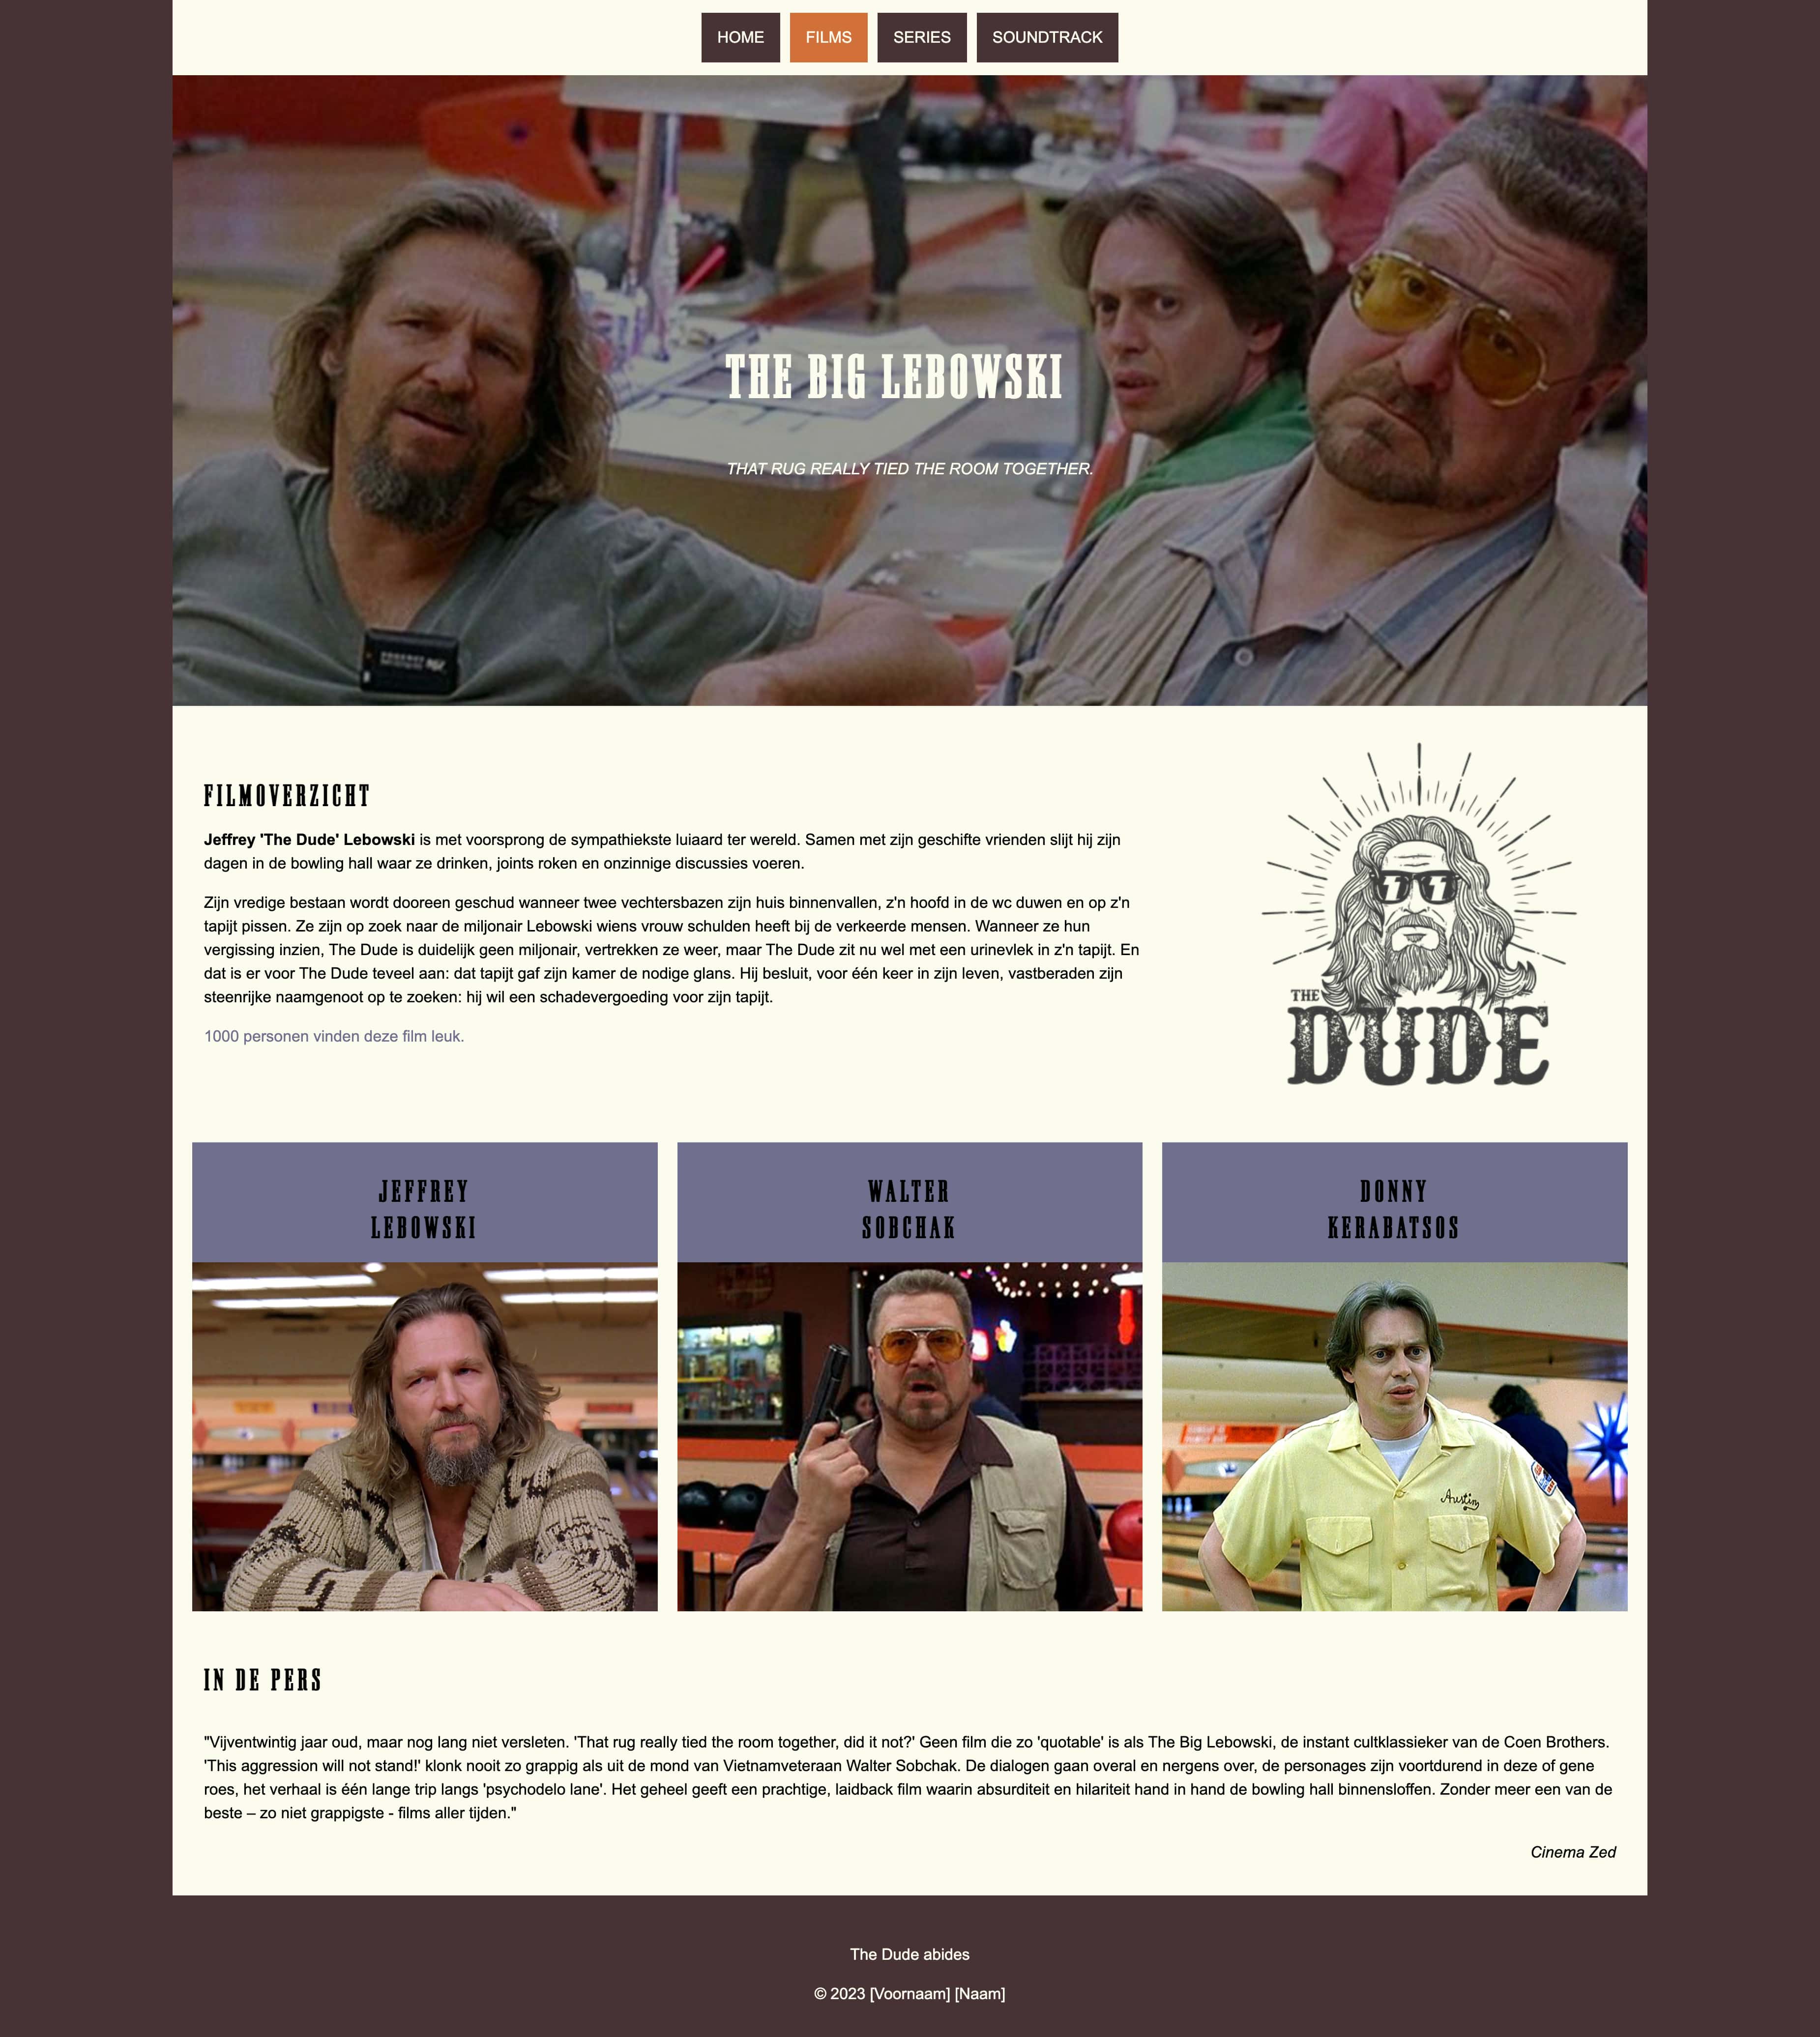 HOME FILMS SERIES SOUNDTRACK
THE BIG LEBOWSKI
THAT RUG REALLY TIED THE ROOM TOGETHER.
FILMOVERZICHT
Jeffrey 'The Dude' Lebowski is met voorsprong de sympathiekste luiaard ter wereld. Samen met zijn geschifte vrienden slijt hij zijn
dagen in de bowling hall waar ze drinken, joints roken en onzinnige discussies voeren.
Zijn vredige bestaan wordt dooreen geschud wanneer twee vechtersbazen zijn huis binnenvallen, z'n hoofd in de wc duwen en op z'n
tapijt pissen. Ze zijn op zoek naar de miljonair Lebowski wiens vrouw schulden heeft bij de verkeerde mensen. Wanneer ze hun
vergissing inzien, The Dude is duidelijk geen miljonair, vertrekken ze weer, maar The Dude zit nu wel met een urinevlek in z'n tapijt. En
dat is er voor The Dude teveel aan: dat tapijt gaf zijn kamer de nodige glans. Hij besluit, voor één keer in zijn leven, vastberaden zijn
steenrijke naamgenoot op te zoeken: hij wil een schadevergoeding voor zijn tapijt.
1000 personen vinden deze film leuk.
THE
DUDE
JEFFREY
LEBOWSKI
WALTER
SOBCHAK
DONNY
KERABATSOS
Austin
IN DE PERS
"Vijventwintig jaar oud, maar nog lang niet versleten. 'That rug really tied the room together, did it not?' Geen film die zo 'quotable' is als The Big Lebowski, de instant cultklassieker van de Coen Brothers.
'This aggression will not stand!' klonk nooit zo grappig als uit de mond van Vietnamveteraan Walter Sobchak. De dialogen gaan overal en nergens over, de personages zijn voortdurend in deze of gene
roes, het verhaal is één lange trip langs 'psychodelo lane'. Het geheel geeft een prachtige, laidback film waarin absurditeit en hilariteit hand in hand de bowling hall binnensloffen. Zonder meer een van de
beste – zo niet grappigste - films aller tijden."
Cinema Zed
The Dude abides
© 2023 [Voornaam] [Naam]